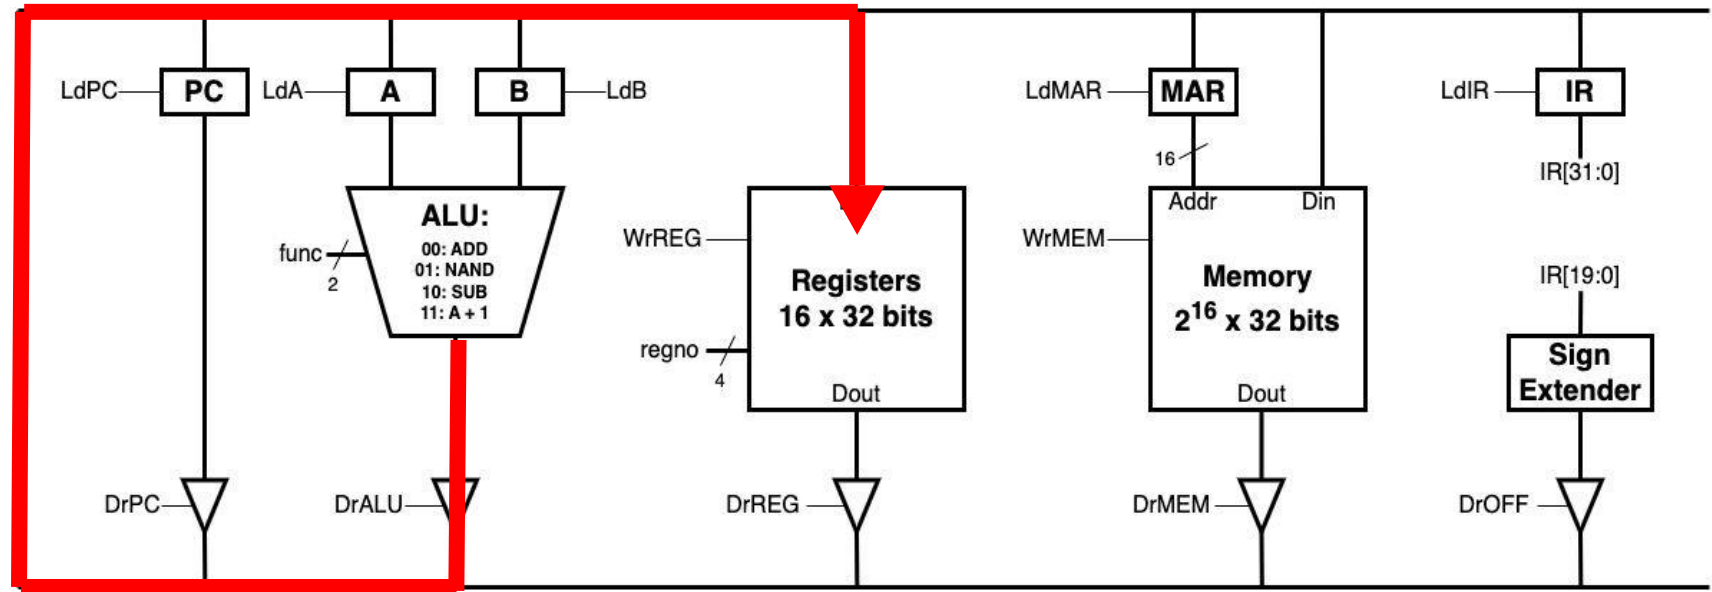 LdPC
PC
LdA
A
B
LdB
LdMAR
MAR
LdIR
IR
16
IR[31:0]
ALU:
00: ADD
01: NAND
10: SUB
11: A + 1
func
2
WrREG
Registers
16 x 32 bits
regno
4
Dout
Addr
Din
WrMEM
Memory
2^16 x 32 bits
Dout
IR[19:0]
Sign
Extender
DrPC
DrALU
DrREG
DrMEM
DrOFF